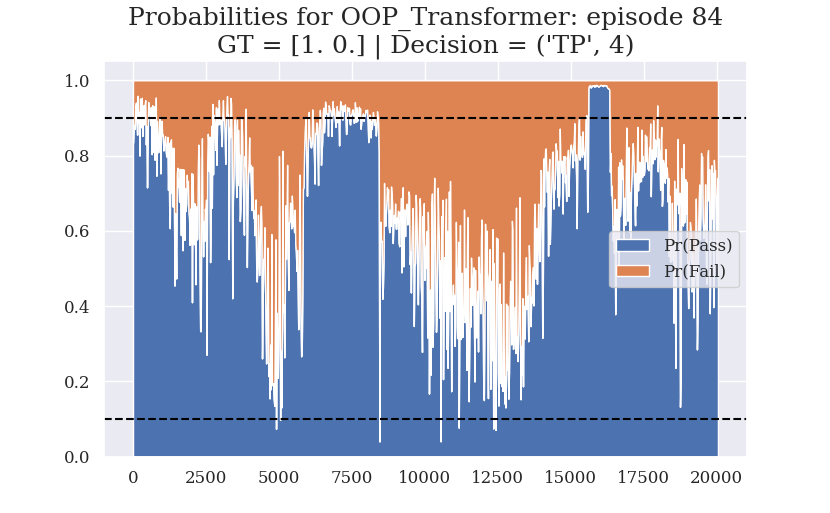 Probabilities for OOP_Transformer: episode 84
GT = [1. 0.] | Decision = ('TP', 4)
1.0
0.8
0.6
0.4
0.2
0.0
Pr(Pass)
Pr(Fail)
0 2500 5000 7500 10000 12500 15000 17500 20000